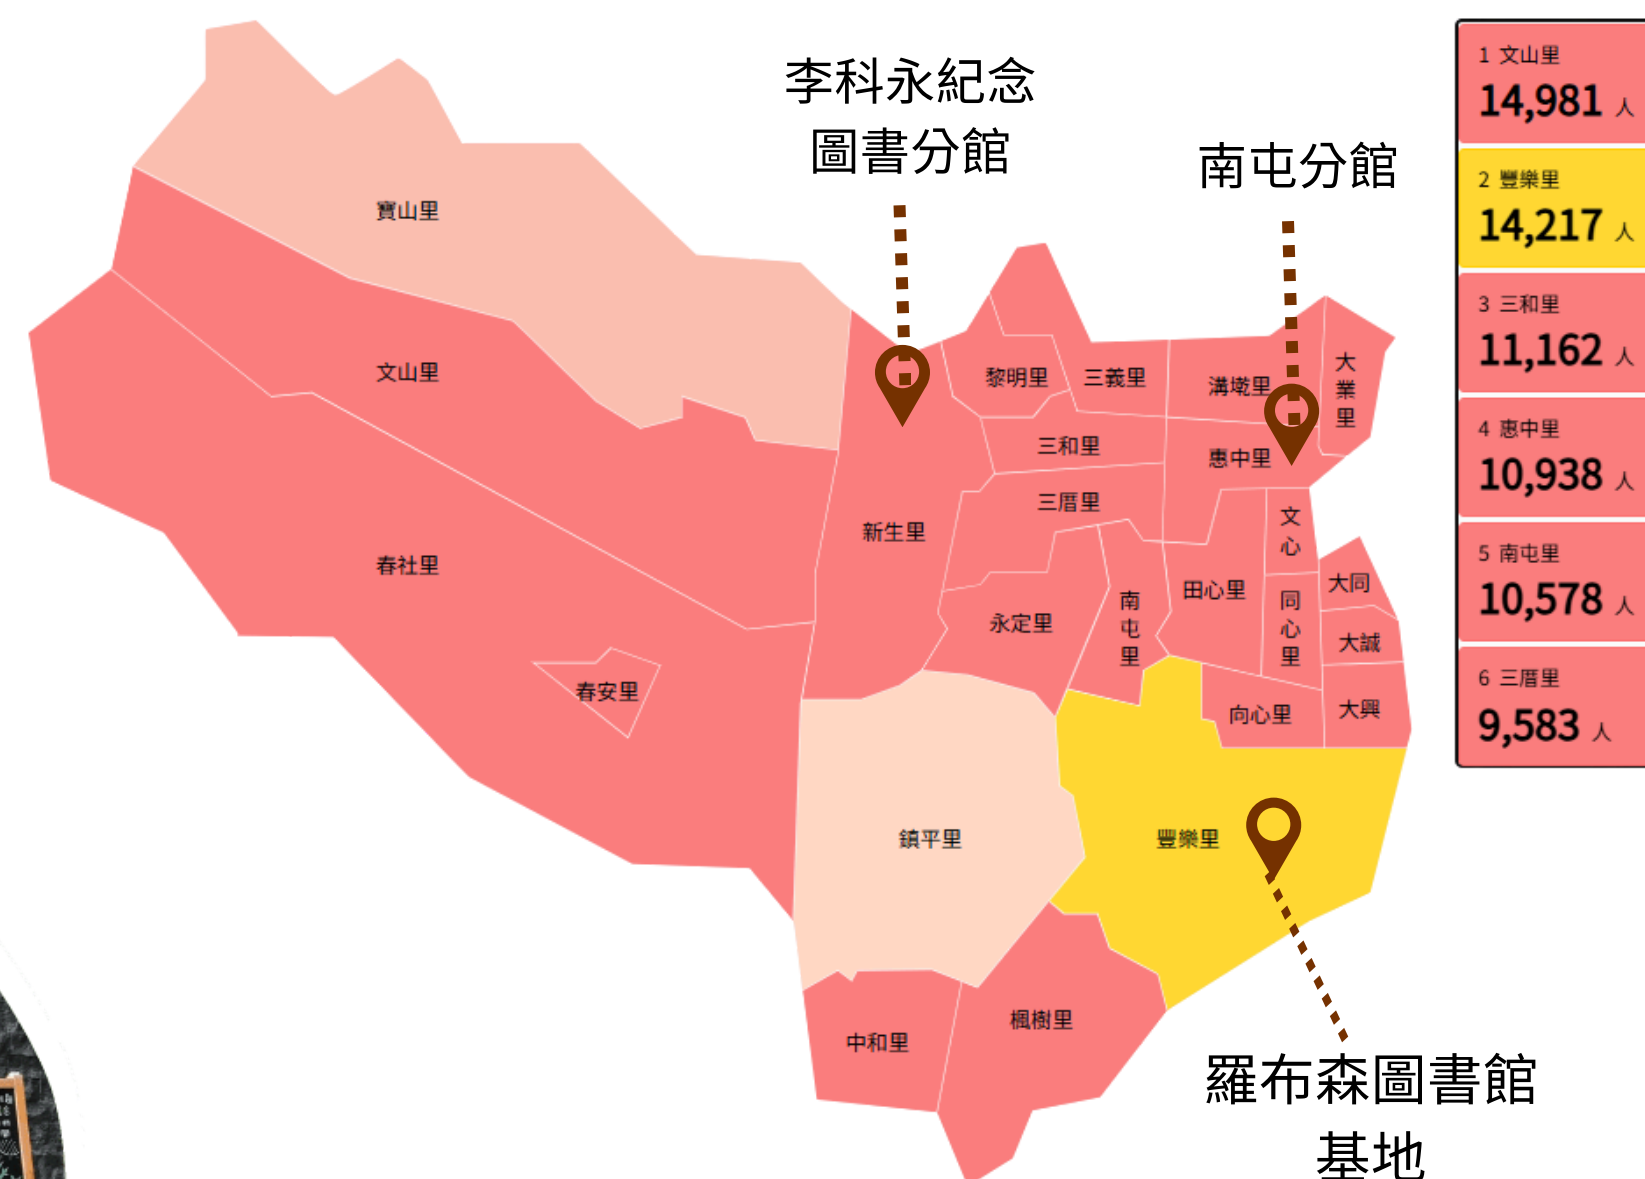 李科永紀念
圖書分館
南屯分館
寶山里
文山里
春社里
春安里
新生里
黎明里
三義里
溝墘里
大業里
三和里
惠中里
三厝里
文心
永定里
南屯里
田心里
同心里
大同
大誠
向心里
大興
鎮平里
豐樂里
中和里
楓樹里
羅布森圖書館
基地
1 文山里
14,981 人
2 豐樂里
14,217 人
3 三和里
11,162 人
4 惠中里
10,938 人
5 南屯里
10,578 人
6 三厝里
9,583 人